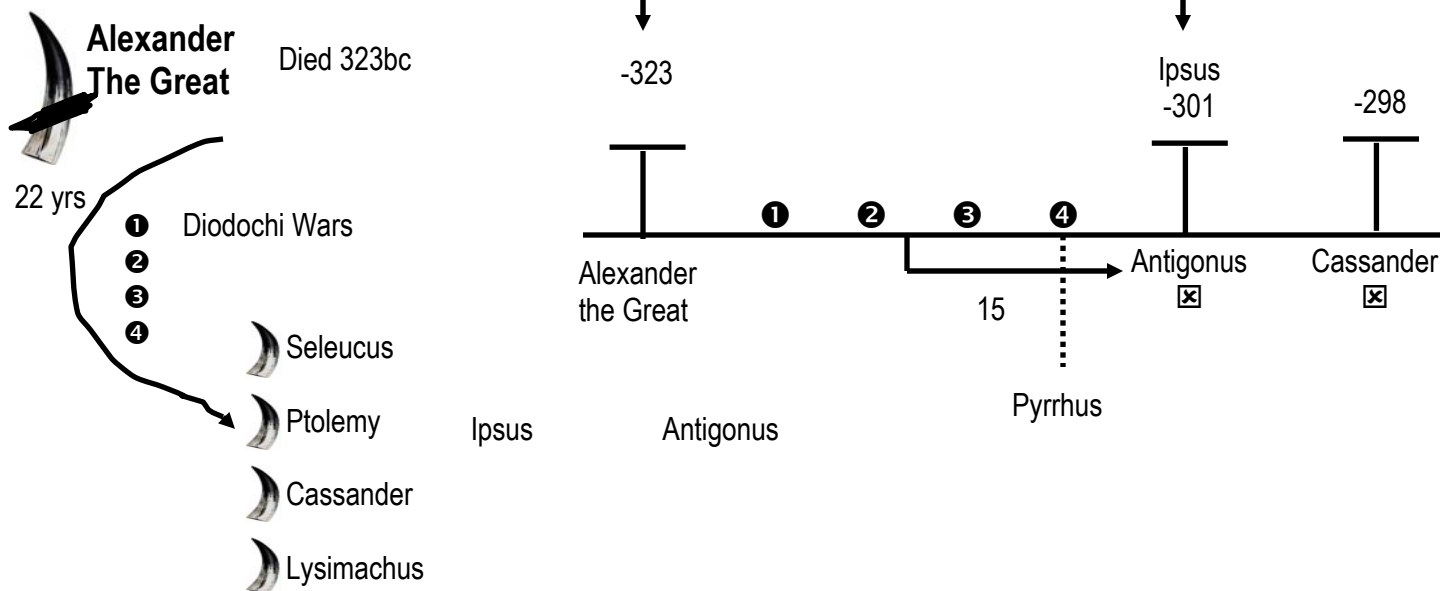 Alexander
The Great
Died 323bc
22 yrs
❶ Diodochi Wars
❷
❸
❹
Seleucus
Ptolemy
Cassander
Lysimachus
Ipsus
Antigonus
-323
Ipsus
-301
-298
❶ ❷ ❸ ❹
Alexander
the Great
15
Pyrrhus
Antigonus
Cassander